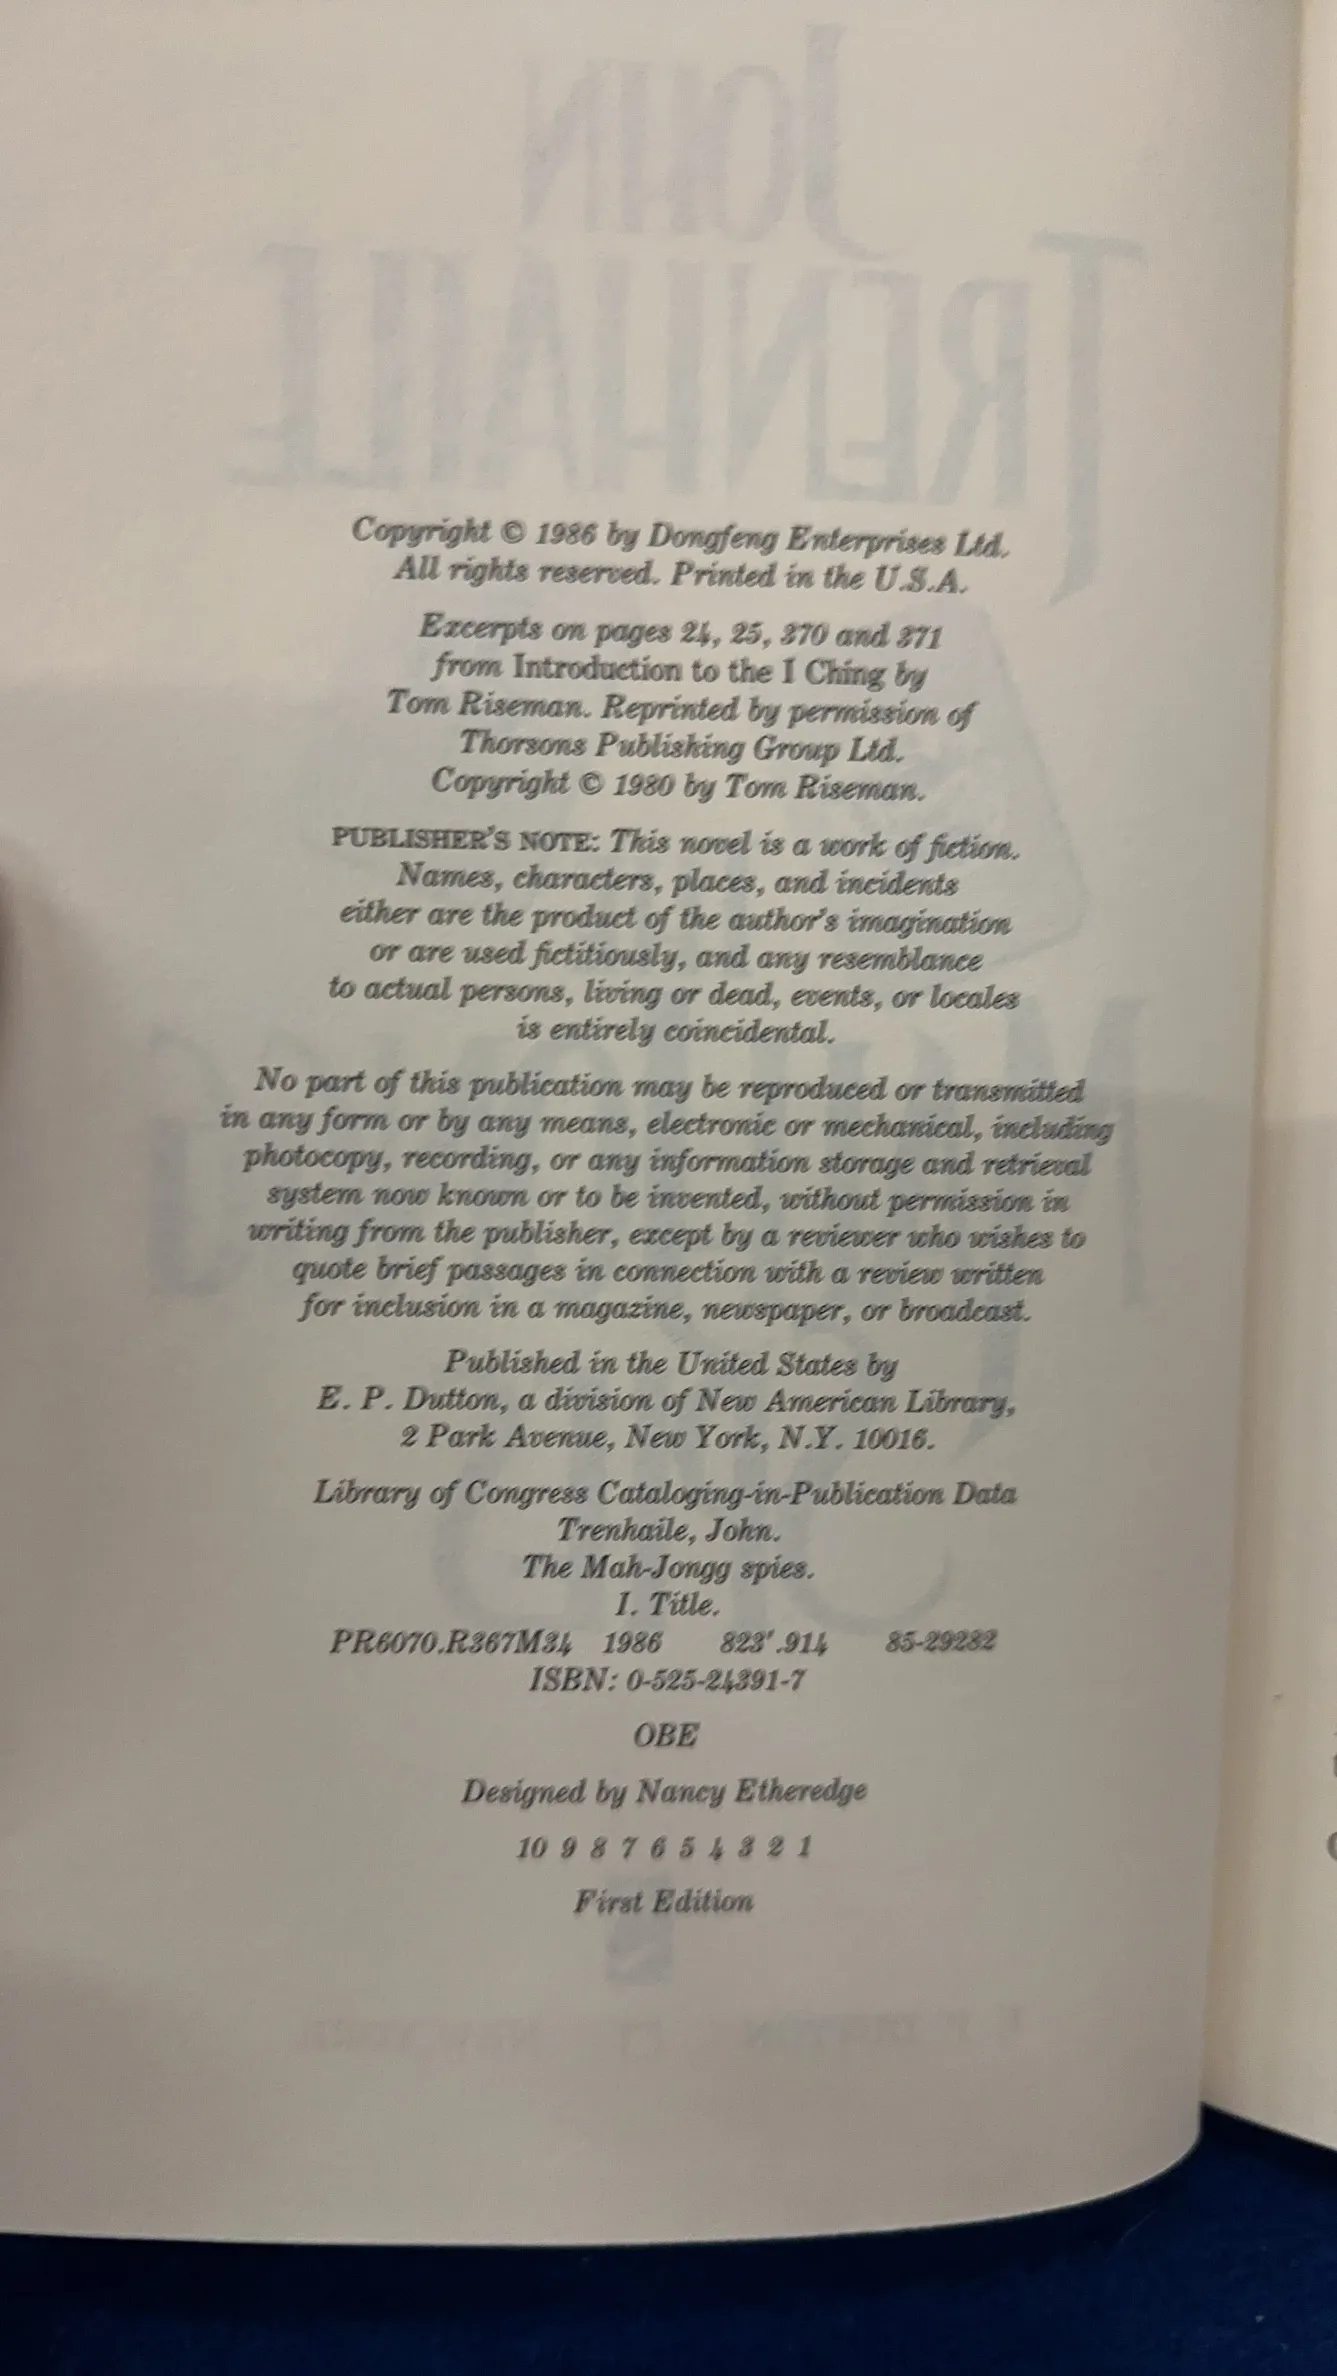 Copyright © 1986 by Dongfeng Enterprises Ltd.
All rights reserved. Printed in the U.S.A.
Excerpts on pages 24, 25, 370 and 371
from Introduction to the I Ching by
Tom Riseman. Reprinted by permission of
Thorsons Publishing Group Ltd.
Copyright © 1980 by Tom Riseman.
PUBLISHER'S NOTE: This novel is a work of fiction.
Names, characters, places, and incidents
either are the product of the author's imagination
or are used fictitiously, and any resemblance
to actual persons, living or dead, events, or locales
is entirely coincidental.
No part of this publication may be reproduced or transmitted
in any form or by any means, electronic or mechanical, including
photocopy, recording, or any information storage and retrieval
system now known or to be invented, without permission in
writing from the publisher, except by a reviewer who wishes to
quote brief passages in connection with a review written
for inclusion in a magazine, newspaper, or broadcast.
Published in the United States by
E. P. Dutton, a division of New American Library,
2 Park Avenue, New York, N.Y. 10016.
Library of Congress Cataloging-in-Publication Data
Trenhaile, John.
The Mah-Jongg spies.
I. Title.
PR6070.R367M34 1986 823'.914 85-29282
ISBN: 0-525-24391-7
OBE
Designed by Nancy Etheredge
10 9 8 7 6 5 4 3 2 1
First Edition